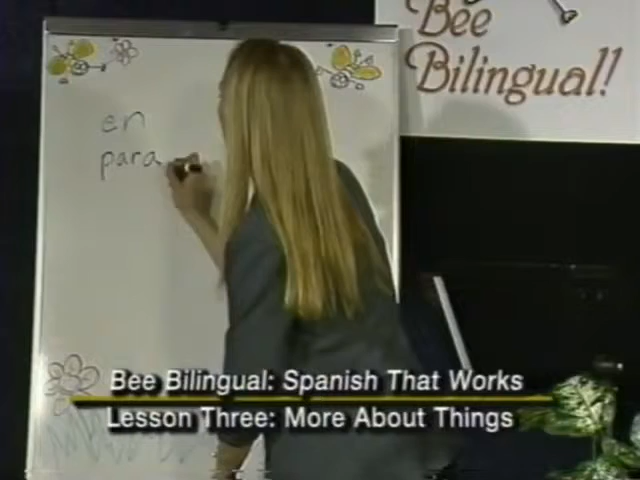 Bee
Bilingual!
en
para
Bee Bilingual: Spanish That Works
Lesson Three: More About Things